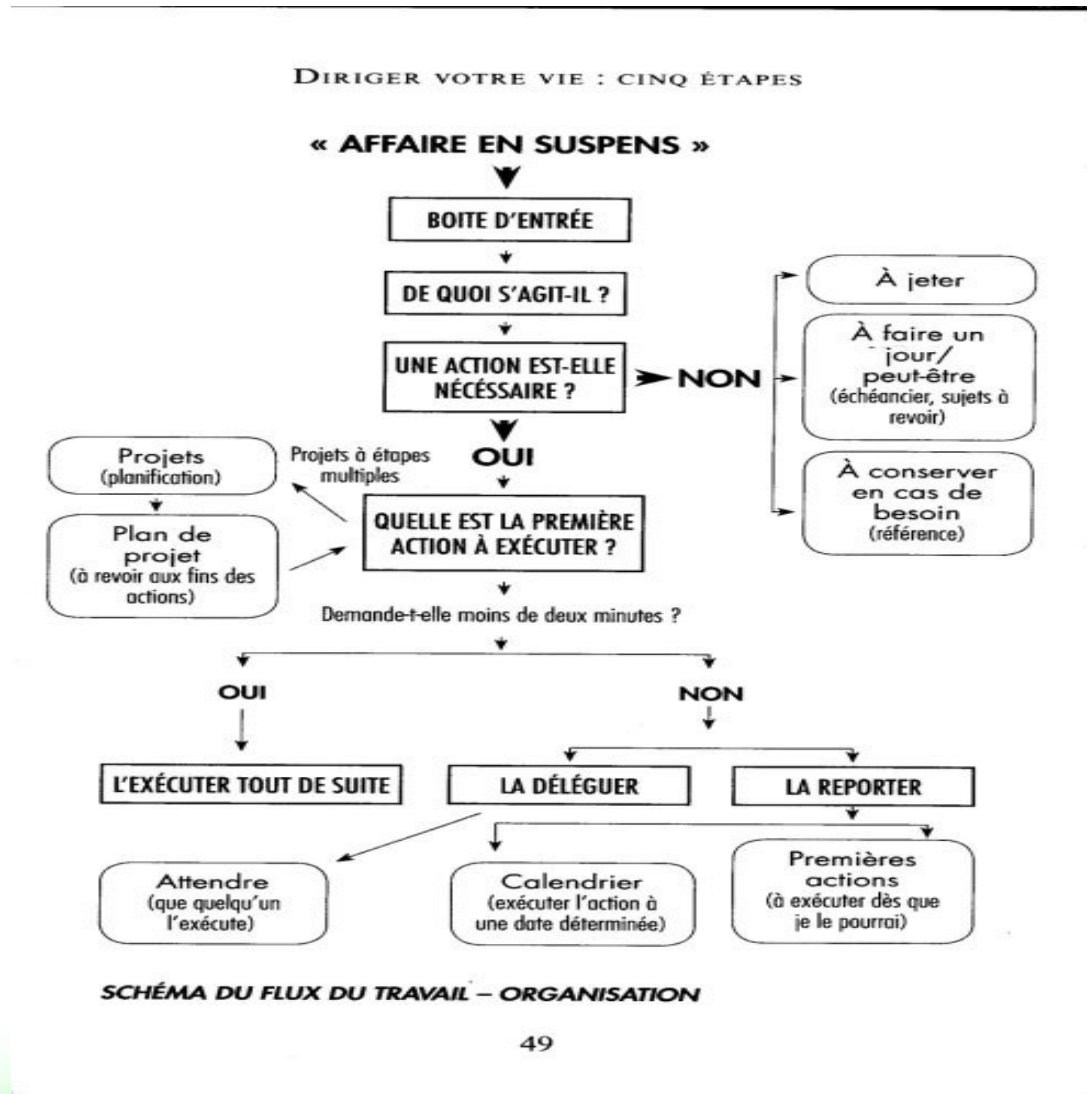 DIRIGER VOTRE VIE : CINQ ÉTAPES
« AFFAIRE EN SUSPENS »
BOITE D'ENTRÉE
DE QUOI S'AGIT-IL ?
UNE ACTION EST-ELLE
NÉCÉSSAIRE ?
NON
À jeter
À faire un
jour/
peut-être
(échéancier, sujets à
revoir)
À conserver
en cas de
besoin
(référence)
OUI
Projets à étapes
multiples
Projets
(planification)
Plan de
projet
(à revoir aux fins des
actions)
QUELLE EST LA PREMIÈRE
ACTION À EXÉCUTER ?
Demande-t-elle moins de deux minutes ?
OUI
NON
L'EXÉCUTER TOUT DE SUITE
LA DÉLÉGUER
LA REPORTER
Attendre
(que quelqu'un
l'exécute)
Calendrier
(exécuter l'action à
une date déterminée)
Premières
actions
(à exécuter dès que
je le pourrai)
SCHÉMA DU FLUX DU TRAVAIL – ORGANISATION
49